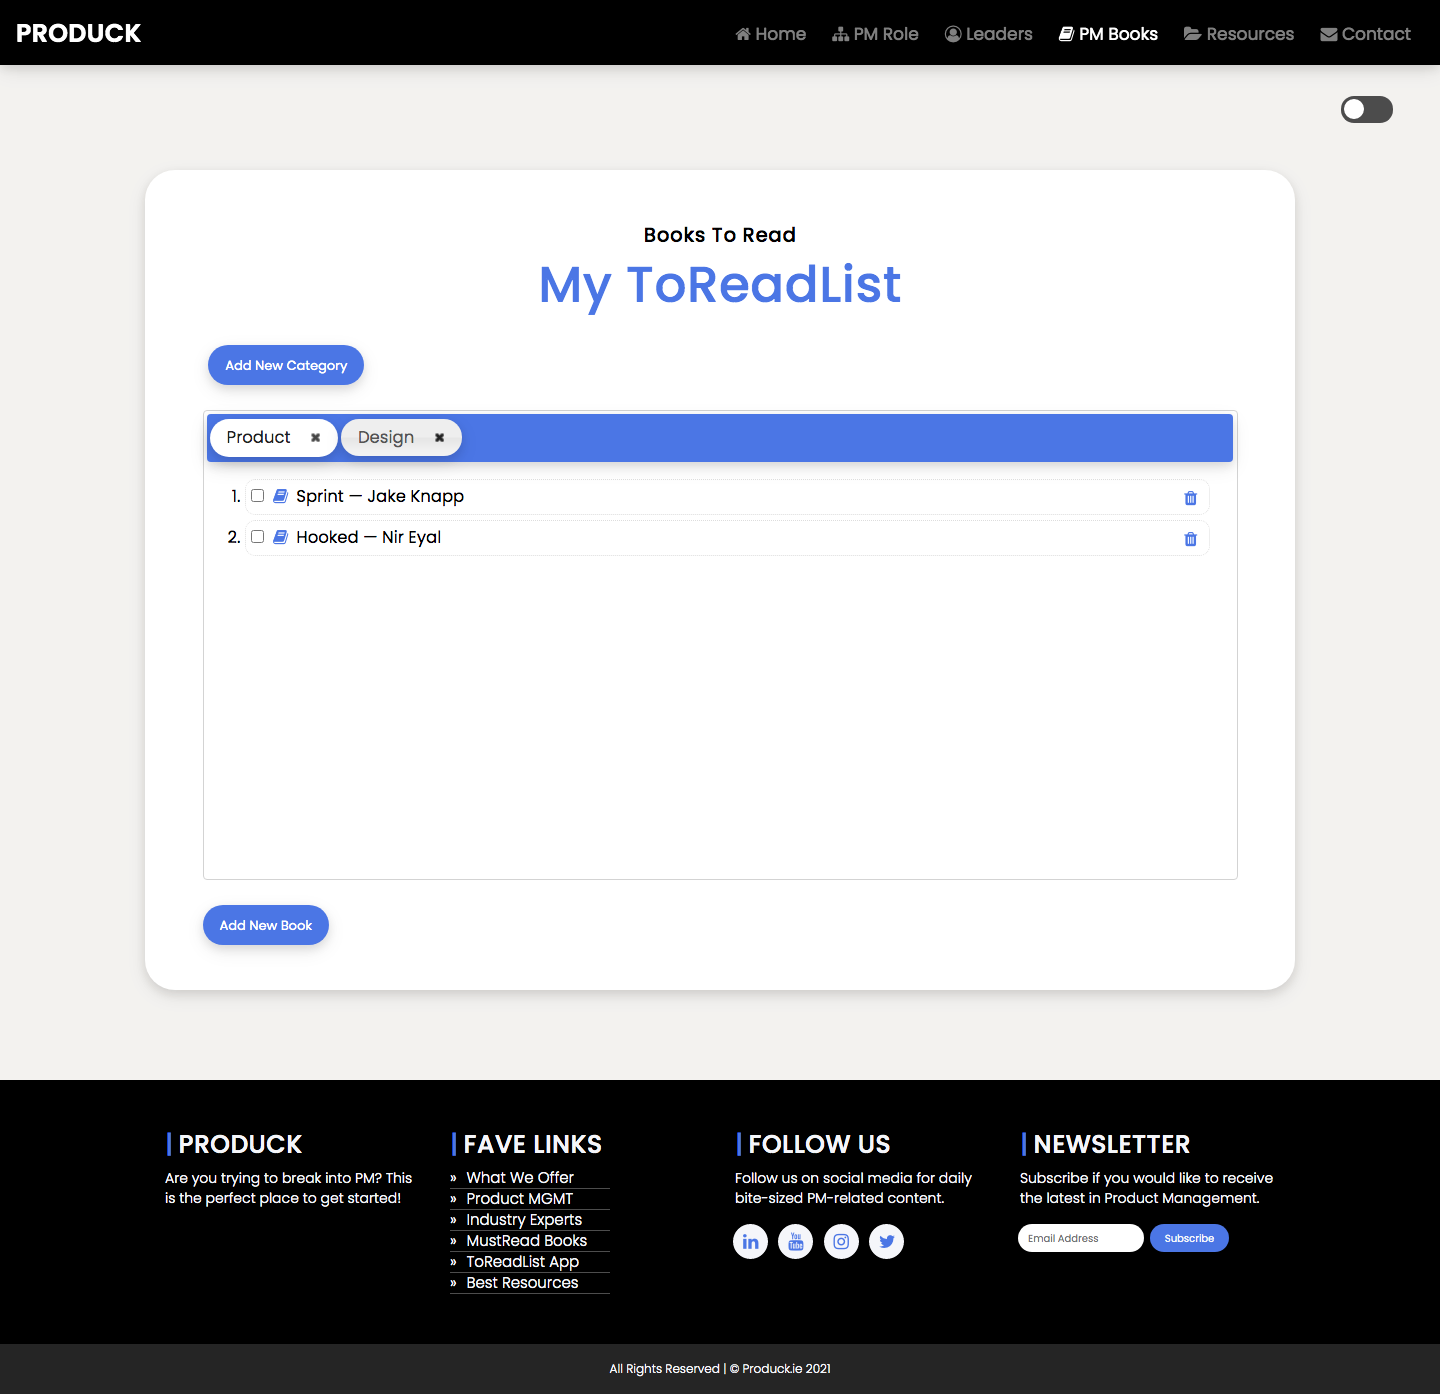 PRODUCK
Home PM Role Leaders PM Books Resources Contact
Books To Read
My ToReadList
Add New Category
Product ✖ Design ✖
1. Sprint — Jake Knapp
2. Hooked — Nir Eyal
Add New Book
PRODUCK
Are you trying to break into PM? This
is the perfect place to get started!
FAVE LINKS
» What We Offer
» Product MGMT
» Industry Experts
» MustRead Books
» ToReadList App
» Best Resources
FOLLOW US
Follow us on social media for daily
bite-sized PM-related content.
in You Tube
NEWSLETTER
Subscribe if you would like to receive
the latest in Product Management.
Email Address Subscribe
All Rights Reserved | © Produck.ie 2021